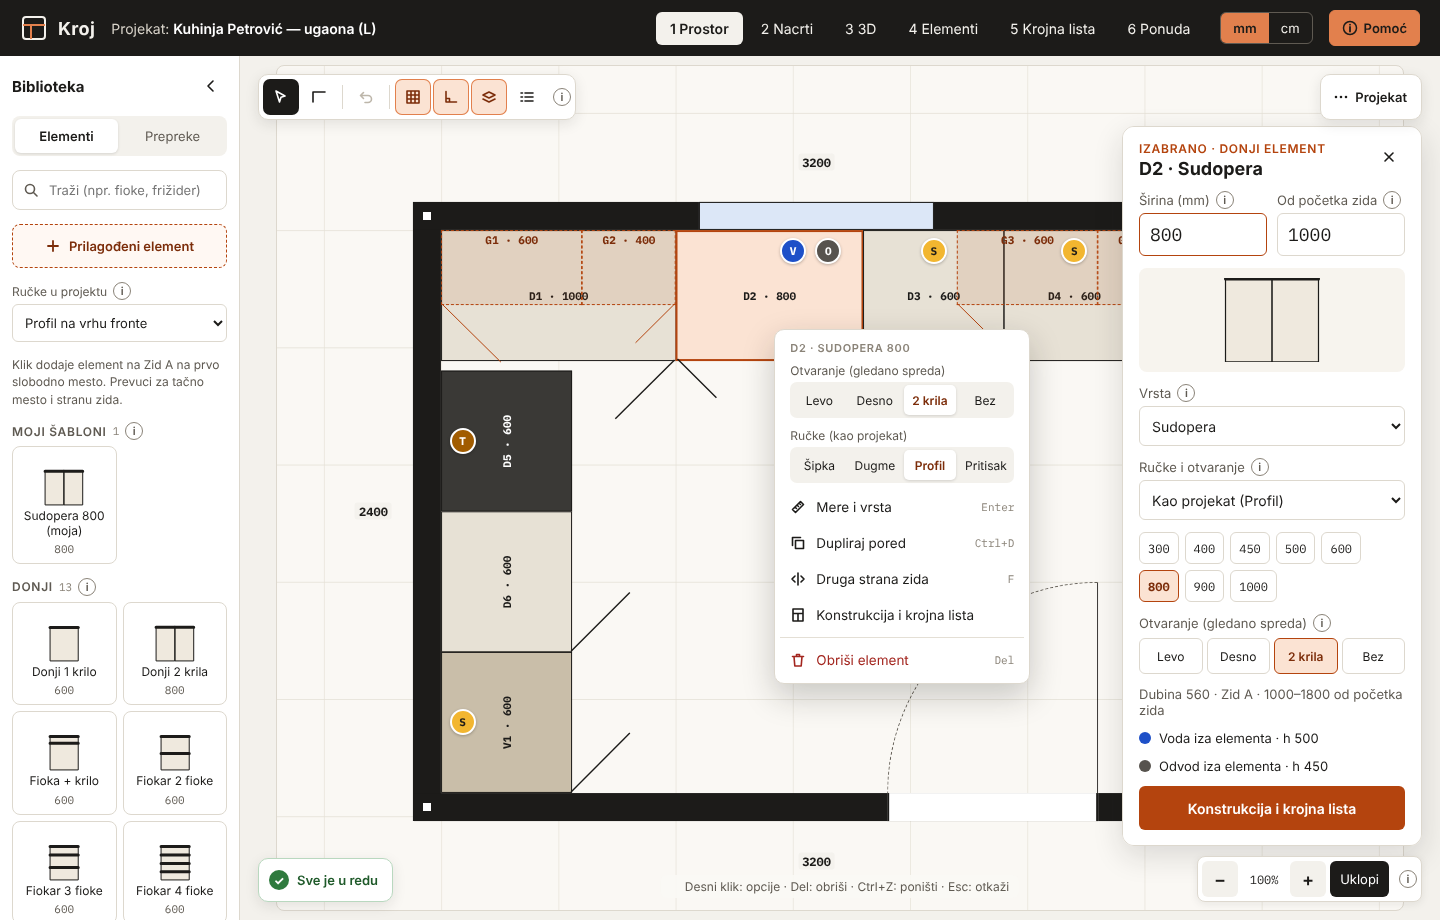 Kroj
Projekat: Kuhinja Petrović — ugaona (L)
1 Prostor
2 Nacrti
3 3D
4 Elementi
5 Krojna lista
6 Ponuda
mm
cm
Pomoć
Biblioteka
Elementi
Prepreke
Traži (npr. fioke, frižider)
Prilagođeni element
Ručke u projektu
Profil na vrhu fronte
Klik dodaje element na Zid A na prvo
slobodno mesto. Prevuci za tačno
mesto i stranu zida.
MOJI ŠABLONI 1
Sudopera 800
(moja)
800
DONJI 13
Donji 1 krilo
600
Donji 2 krila
800
Fioka + krilo
600
Fiokar 2 fioke
600
Fiokar 3 fioke
600
Fiokar 4 fioke
600
Projekat
3200
G1 · 600
G2 · 400
V
O
S
G3 · 600
S
D1 · 1000
D2 · 800
D3 · 600
D4 · 600
T
D5 · 600
2400
D6 · 600
S
V1 · 600
3200
D2 · SUDOPERA 800
Otvaranje (gledano spreda)
Levo
Desno
2 krila
Bez
Ručke (kao projekat)
Šipka
Dugme
Profil
Pritisak
Mere i vrsta
Enter
Dupliraj pored
Ctrl+D
Druga strana zida
F
Konstrukcija i krojna lista
Obriši element
Del
Sve je u redu
Desni klik: opcije · Del: obriši · Ctrl+Z: poništi · Esc: otkaži
IZABRANO · DONJI ELEMENT
D2 · Sudopera
Širina (mm)
Od početka zida
800
1000
Vrsta
Sudopera
Ručke i otvaranje
Kao projekat (Profil)
300
400
450
500
600
800
900
1000
Otvaranje (gledano spreda)
Levo
Desno
2 krila
Bez
Dubina 560 · Zid A · 1000–1800 od početka
zida
Voda iza elementa · h 500
Odvod iza elementa · h 450
Konstrukcija i krojna lista
−
100%
+
Uklopi